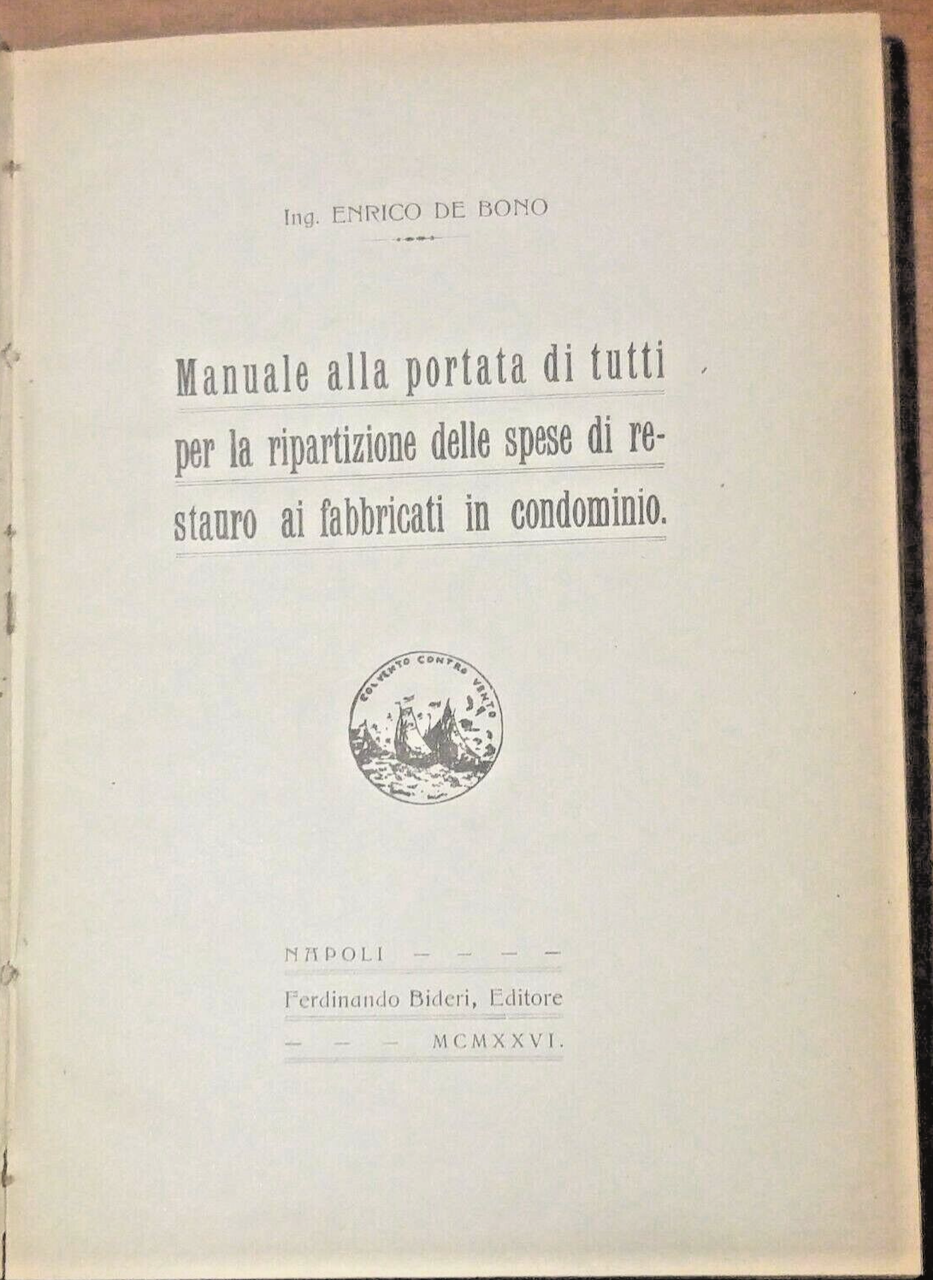 Ing. ENRICO DE BONO
Manuale alla portata di tutti
per la ripartizione delle spese di re-
stauro ai fabbricati in condominio.
COL VENTO CONTRO VENTO
NAPOLI — — — —
Ferdinando Bideri, Editore
— — — MCMXXVI.